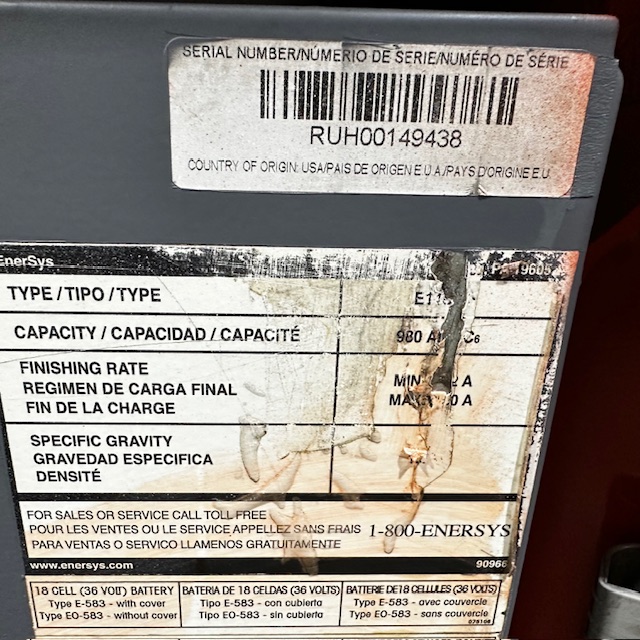 SERIAL NUMBER/NÚMERIO DE SERIE/NUMÉRO DE SÉRIE
RUH00149438
COUNTRY OF ORIGIN: USA/PAIS DE ORIGEN E.U.A./PAYS D'ORIGINE E.U.
EnerSys 19605
TYPE / TIPO / TYPE
CAPACITY / CAPACIDAD / CAPACITÉ 980
FINISHING RATE
REGIMEN DE CARGA FINAL MIN A
FIN DE LA CHARGE A
SPECIFIC GRAVITY
GRAVEDAD ESPECIFICA
DENSITÉ
FOR SALES OR SERVICE CALL TOLL FREE
POUR LES VENTES OU LE SERVICE APPELLEZ SANS FRAIS 1-800-ENERSYS
PARA VENTAS O SERVICO LLAMENOS GRATUITAMENTE
www.enersys.com 90966
18 CELL (36 VOLT) BATTERY BATERIA DE 18 CELDAS (36 VOLTS) BATTERIE DE 18 CELLULES (36 VOLTS)
Type E-583 - with cover Tipo E-583 - con cubierta Type E-583 - avec couvercle
Type EO-583 - without cover Tipo EO-583 - sin cubierta Type EO-583 - sans couvercle